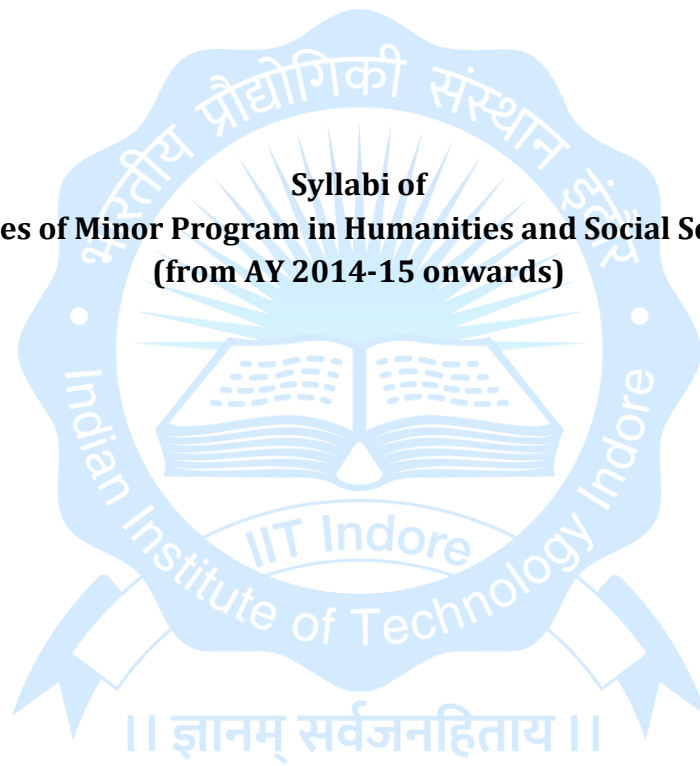 भारतीय प्रौद्योगिकी संस्थान इंदौर
Syllabi of
es of Minor Program in Humanities and Social S
(from AY 2014-15 onwards)
IIT Indore
Indian Institute of Technology Indore
।। ज्ञानम् सर्वजनहिताय ।।